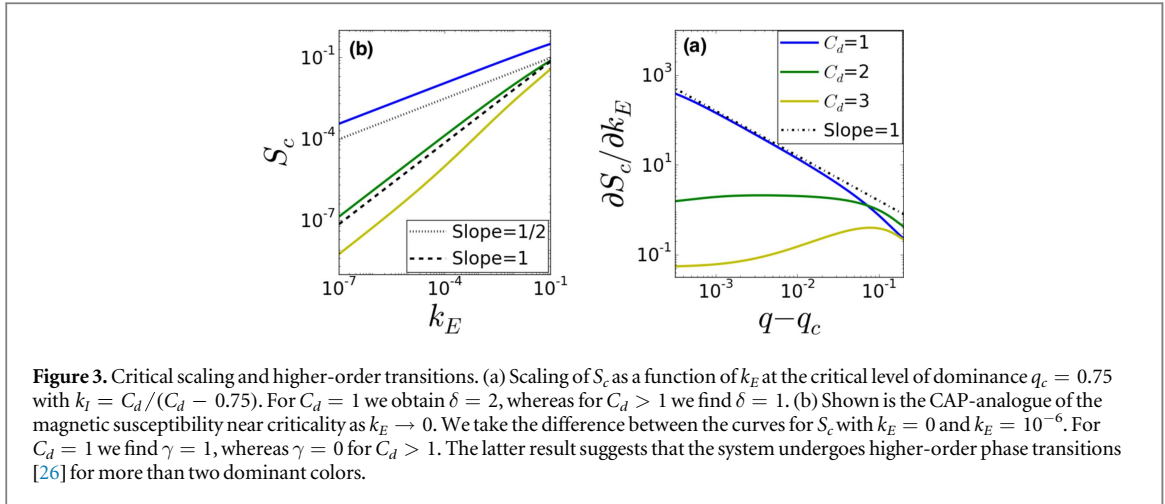 (b)
10⁻¹
10⁻⁴
10⁻⁷
S_c
Slope=1/2
Slope=1
10⁻⁷ 10⁻⁴ 10⁻¹
k_E
(a)
C_d=1
C_d=2
C_d=3
Slope=1
10³
10¹
10⁻¹
∂S_c/∂k_E
10⁻³ 10⁻² 10⁻¹
q−q_c
Figure 3. Critical scaling and higher-order transitions. (a) Scaling of S_c as a function of k_E at the critical level of dominance q_c = 0.75
with k_I = C_d/(C_d − 0.75). For C_d = 1 we obtain δ = 2, whereas for C_d > 1 we find δ = 1. (b) Shown is the CAP-analogue of the
magnetic susceptibility near criticality as k_E → 0. We take the difference between the curves for S_c with k_E = 0 and k_E = 10⁻⁶. For
C_d = 1 we find γ = 1, whereas γ = 0 for C_d > 1. The latter result suggests that the system undergoes higher-order phase transitions
[26] for more than two dominant colors.